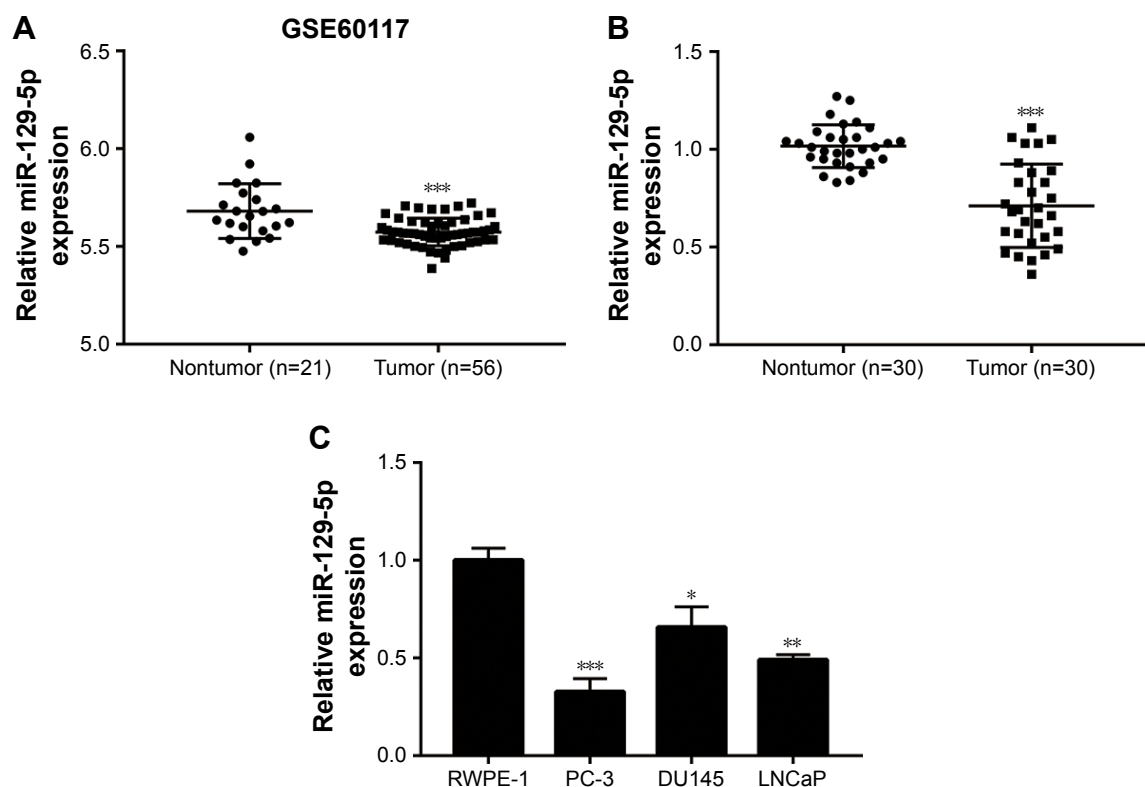 A
GSE60117
Relative miR-129-5p
expression
6.5
6.0
5.5
5.0
***
Nontumor (n=21)
Tumor (n=56)
B
Relative miR-129-5p
expression
1.5
1.0
0.5
0.0
***
Nontumor (n=30)
Tumor (n=30)
C
Relative miR-129-5p
expression
1.5
1.0
0.5
0.0
***
*
**
RWPE-1
PC-3
DU145
LNCaP